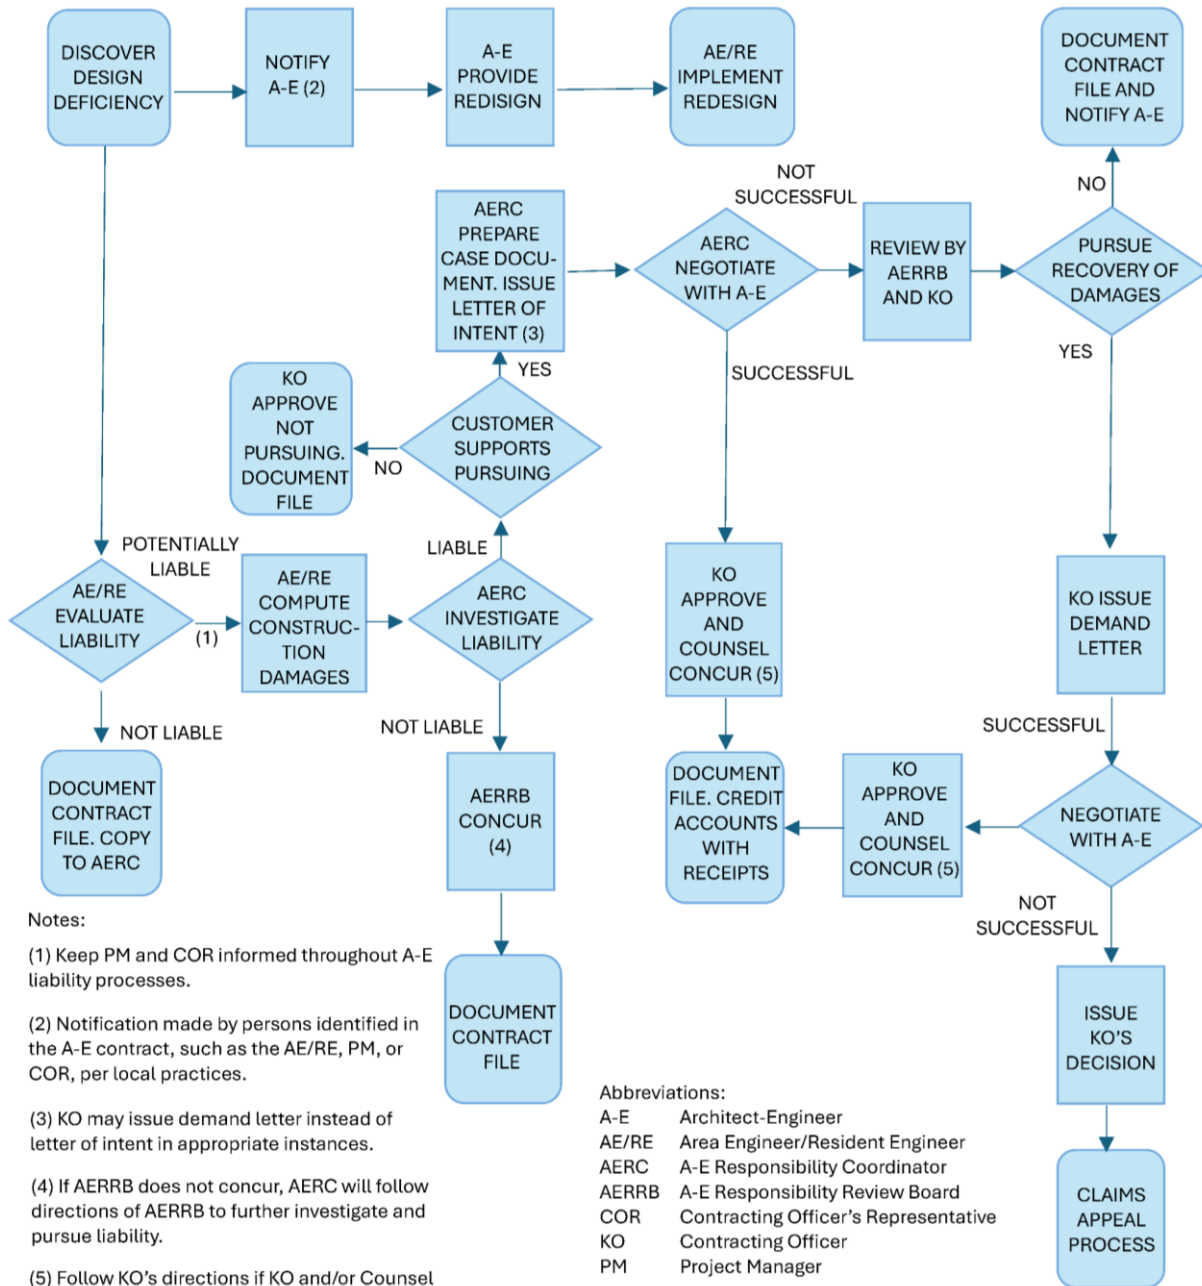 DISCOVER
DESIGN
DEFICIENCY
NOTIFY
A-E (2)
A-E
PROVIDE
REDISIGN
AE/RE
IMPLEMENT
REDESIGN
DOCUMENT
CONTRACT
FILE AND
NOTIFY A-E
NO
AERC
PREPARE
CASE DOCU-
MENT. ISSUE
LETTER OF
INTENT (3)
AERC
NEGOTIATE
WITH A-E
NOT
SUCCESSFUL
REVIEW BY
AERRB
AND KO
PURSUE
RECOVERY OF
DAMAGES
YES
SUCCESSFUL
YES
KO
APPROVE
NOT
PURSUING.
DOCUMENT
FILE
NO
CUSTOMER
SUPPORTS
PURSUING
LIABLE
POTENTIALLY
LIABLE
AE/RE
EVALUATE
LIABILITY
(1)
AE/RE
COMPUTE
CONSTRUC-
TION
DAMAGES
AERC
INVESTIGATE
LIABILITY
KO
APPROVE
AND
COUNSEL
CONCUR (5)
KO ISSUE
DEMAND
LETTER
NOT LIABLE
NOT LIABLE
SUCCESSFUL
DOCUMENT
CONTRACT
FILE. COPY
TO AERC
AERRB
CONCUR
(4)
DOCUMENT
FILE. CREDIT
ACCOUNTS
WITH
RECEIPTS
KO
APPROVE
AND
COUNSEL
CONCUR (5)
NEGOTIATE
WITH A-E
NOT
SUCCESSFUL
DOCUMENT
CONTRACT
FILE
ISSUE
KO'S
DECISION
CLAIMS
APPEAL
PROCESS
Notes:
(1) Keep PM and COR informed throughout A-E
liability processes.
(2) Notification made by persons identified in
the A-E contract, such as the AE/RE, PM, or
COR, per local practices.
(3) KO may issue demand letter instead of
letter of intent in appropriate instances.
(4) If AERRB does not concur, AERC will follow
directions of AERRB to further investigate and
pursue liability.
(5) Follow KO's directions if KO and/or Counsel
Abbreviations:
A-E Architect-Engineer
AE/RE Area Engineer/Resident Engineer
AERC A-E Responsibility Coordinator
AERRB A-E Responsibility Review Board
COR Contracting Officer's Representative
KO Contracting Officer
PM Project Manager